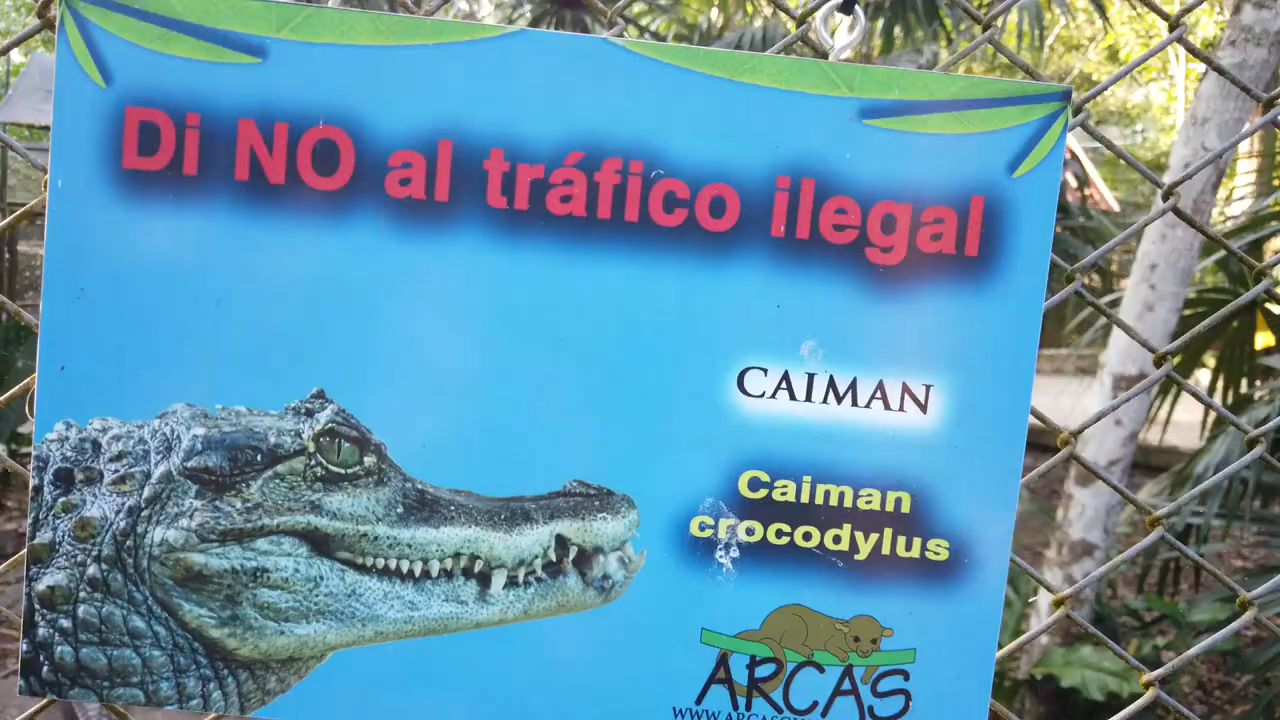 Di NO al tráfico ilegal
CAIMAN
Caiman
crocodylus
ARCAS